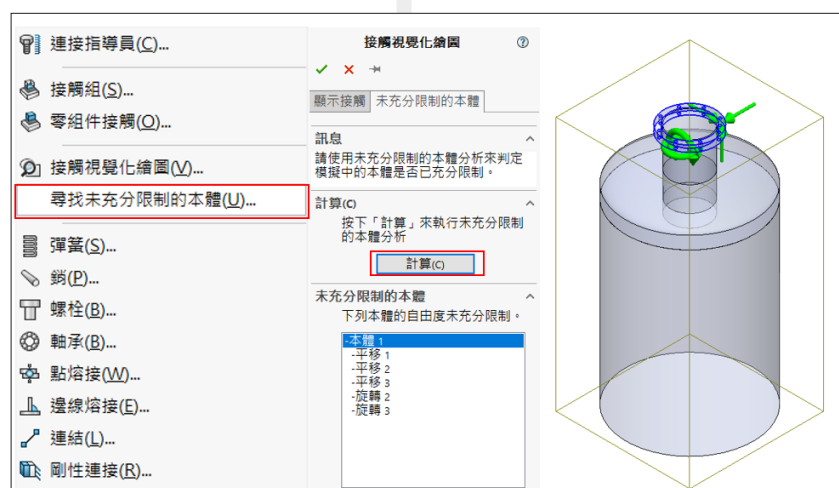 連接指導員(C)...
接觸組(S)...
零組件接觸(O)...
接觸視覺化繪圖(V)...
尋找未充分限制的本體(U)...
彈簧(S)...
銷(P)...
螺栓(B)...
軸承(B)...
點熔接(W)...
邊線熔接(E)...
連結(L)...
剛性連接(R)...
接觸視覺化繪圖
顯示接觸 未充分限制的本體
訊息
請使用未充分限制的本體分析來判定
模擬中的本體是否已充分限制。
計算(C)
按下「計算」來執行未充分限制
的本體分析
計算(C)
未充分限制的本體
下列本體的自由度未充分限制。
-本體 1
-平移 1
-平移 2
-平移 3
-旋轉 2
-旋轉 3